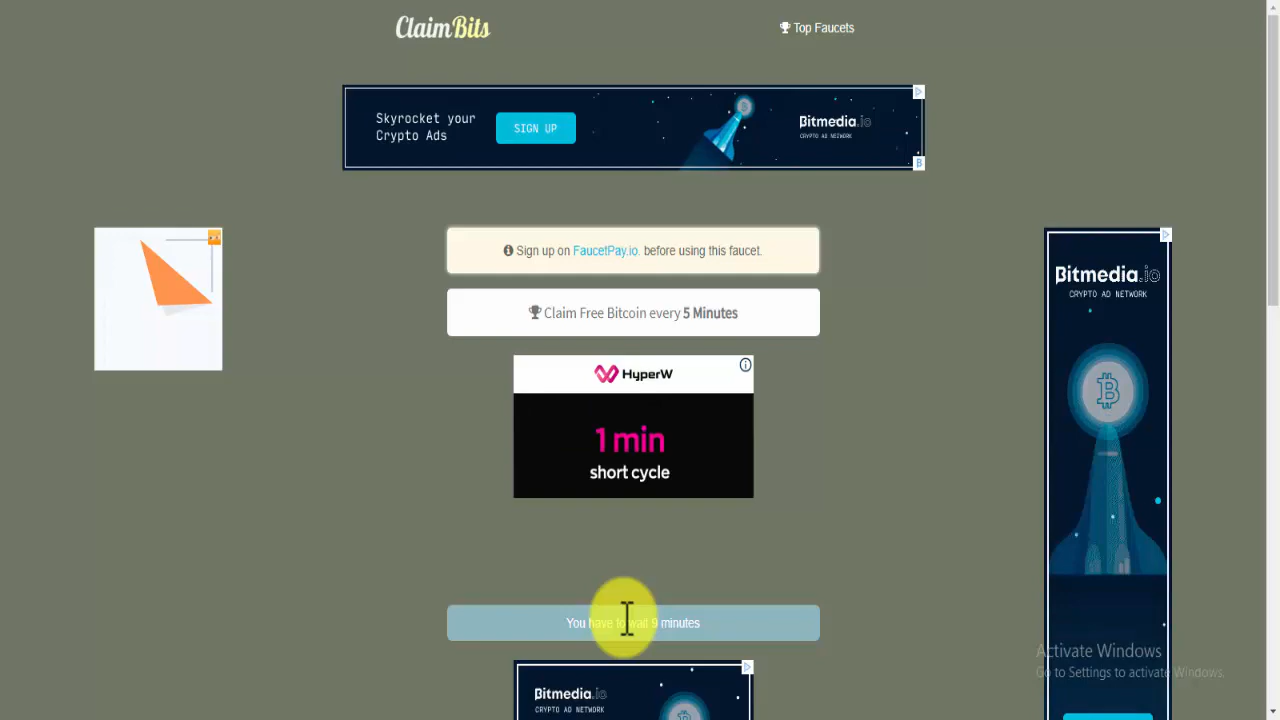 ClaimBits
Top Faucets
Skyrocket your
Crypto Ads
SIGN UP
Bitmedia.io
CRYPTO AD NETWORK
Sign up on FaucetPay.io. before using this faucet.
Claim Free Bitcoin every 5 Minutes
HyperW
1 min
short cycle
You have to wait 9 minutes
Bitmedia.io
CRYPTO AD NETWORK
Bitmedia.io
CRYPTO AD NETWORK
Activate Windows
Go to Settings to activate Windows.